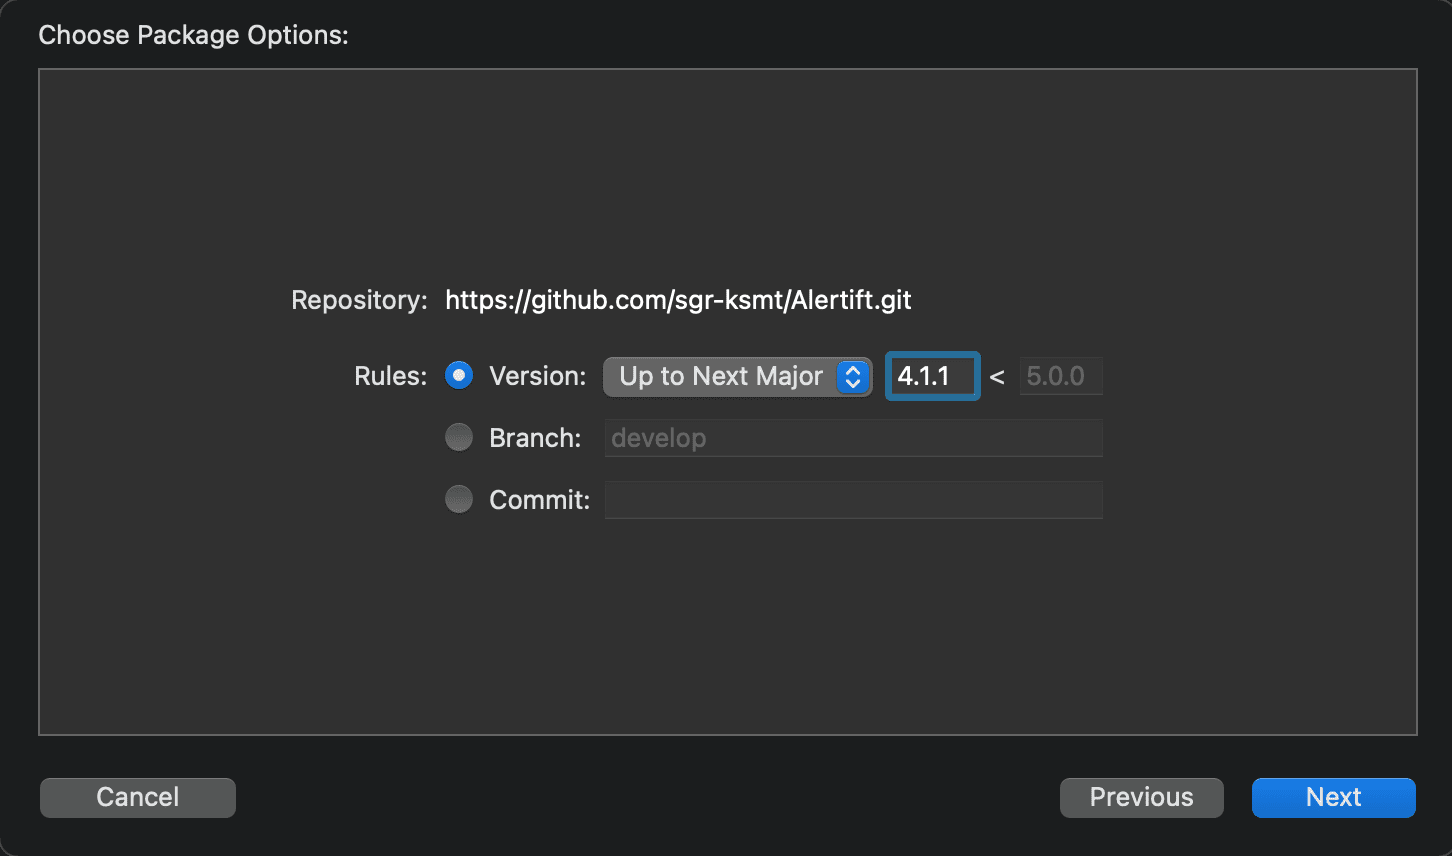 Choose Package Options:
Repository: https://github.com/sgr-ksmt/Alertift.git
Rules: Version: Up to Next Major 4.1.1 < 5.0.0
Branch: develop
Commit:
Cancel Previous Next